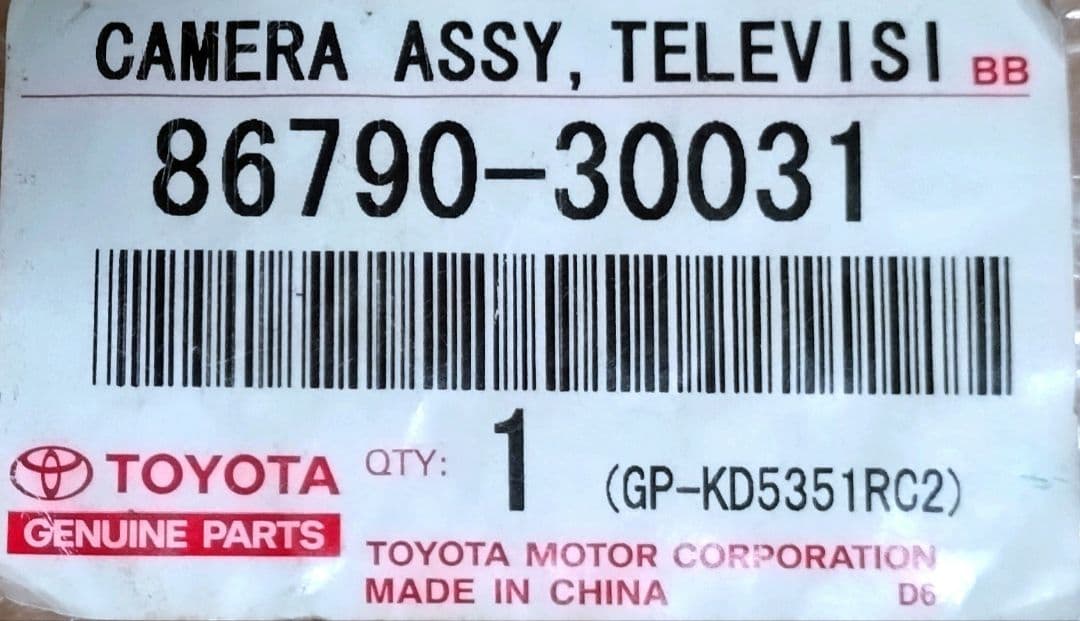 CAMERA ASSY, TELEVISI BB
86790-30031
TOYOTA QTY: 1 (GP-KD5351RC2)
GENUINE PARTS
TOYOTA MOTOR CORPORATION
MADE IN CHINA D6